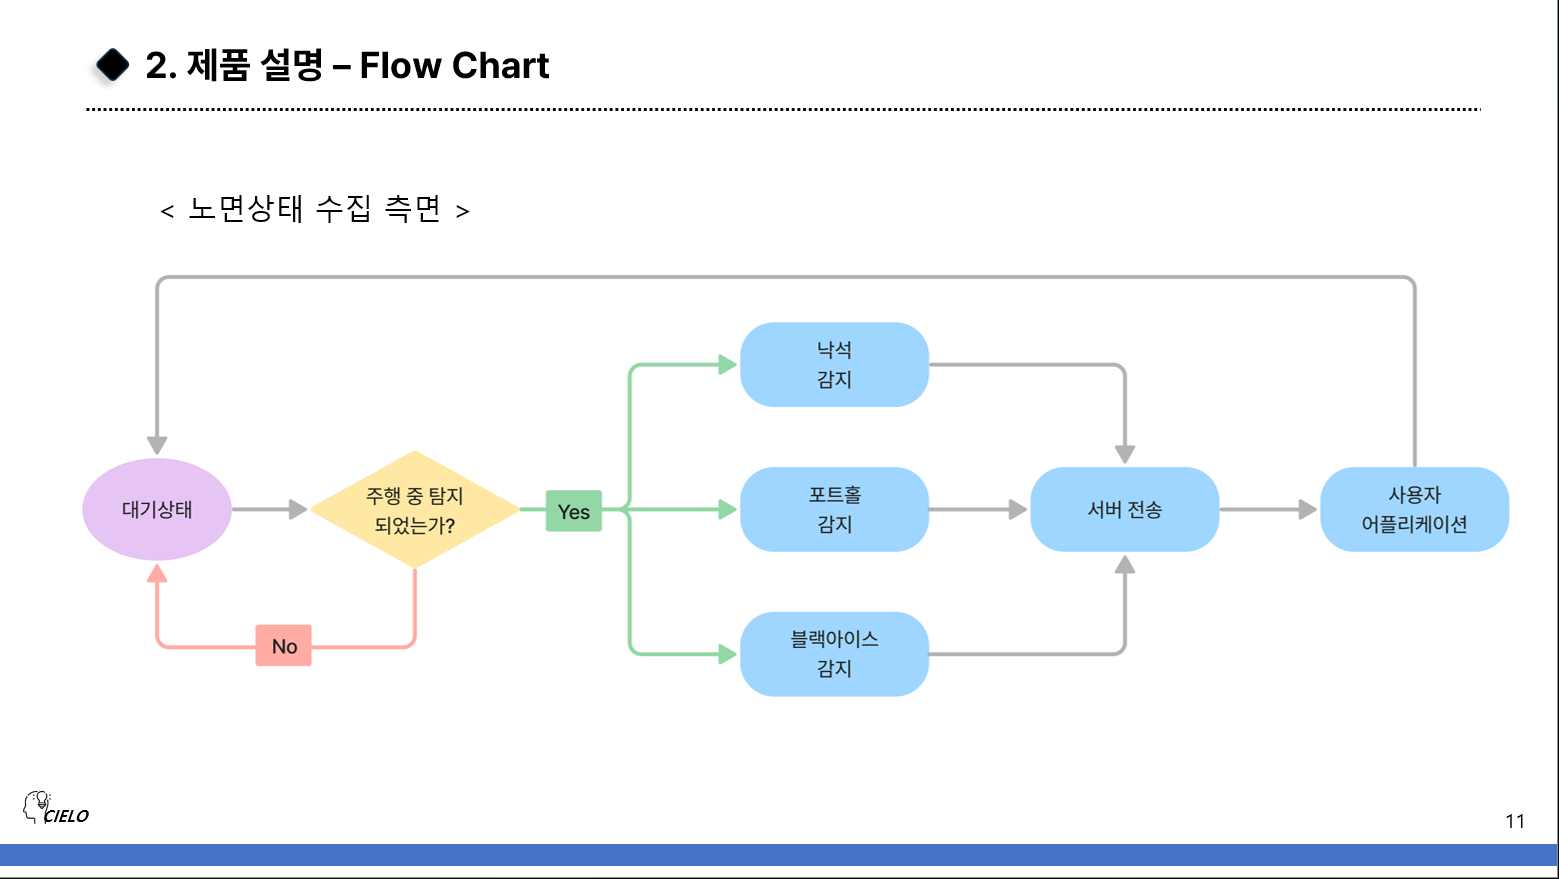 2. 제품 설명 – Flow Chart
< 노면상태 수집 측면 >
낙석
감지
대기상태
주행 중 탐지
되었는가?
Yes
포트홀
감지
서버 전송
사용자
어플리케이션
No
블랙아이스
감지
CIELO
11